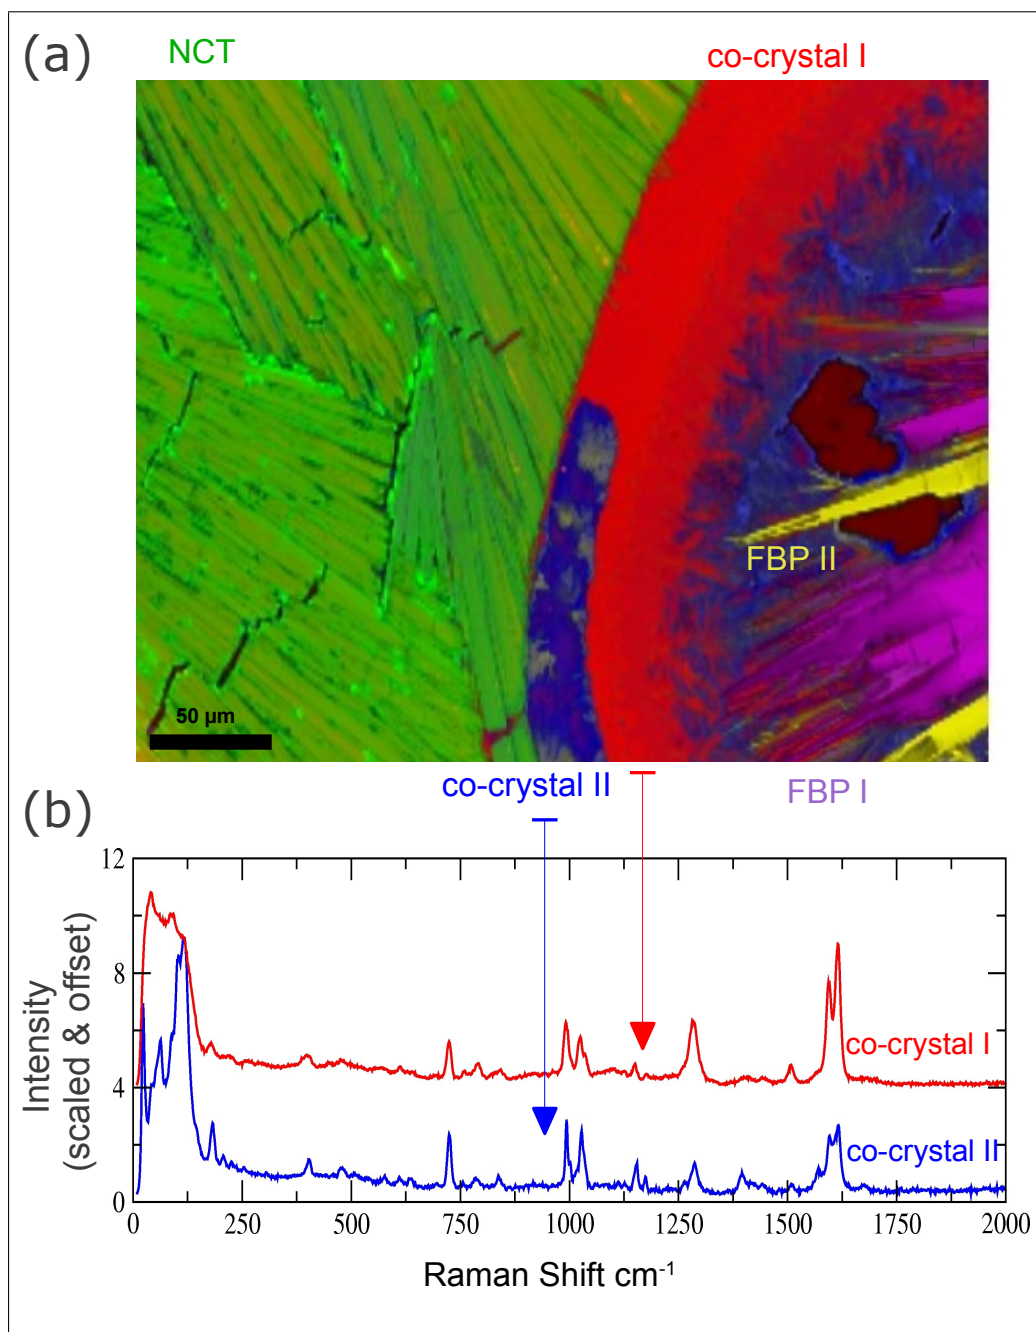 (a)
NCT
co-crystal I
FBP II
50 µm
co-crystal II
FBP I
(b)
12
8
4
0
Intensity
(scaled & offset)
co-crystal I
co-crystal II
0 250 500 750 1000 1250 1500 1750 2000
Raman Shift cm⁻¹